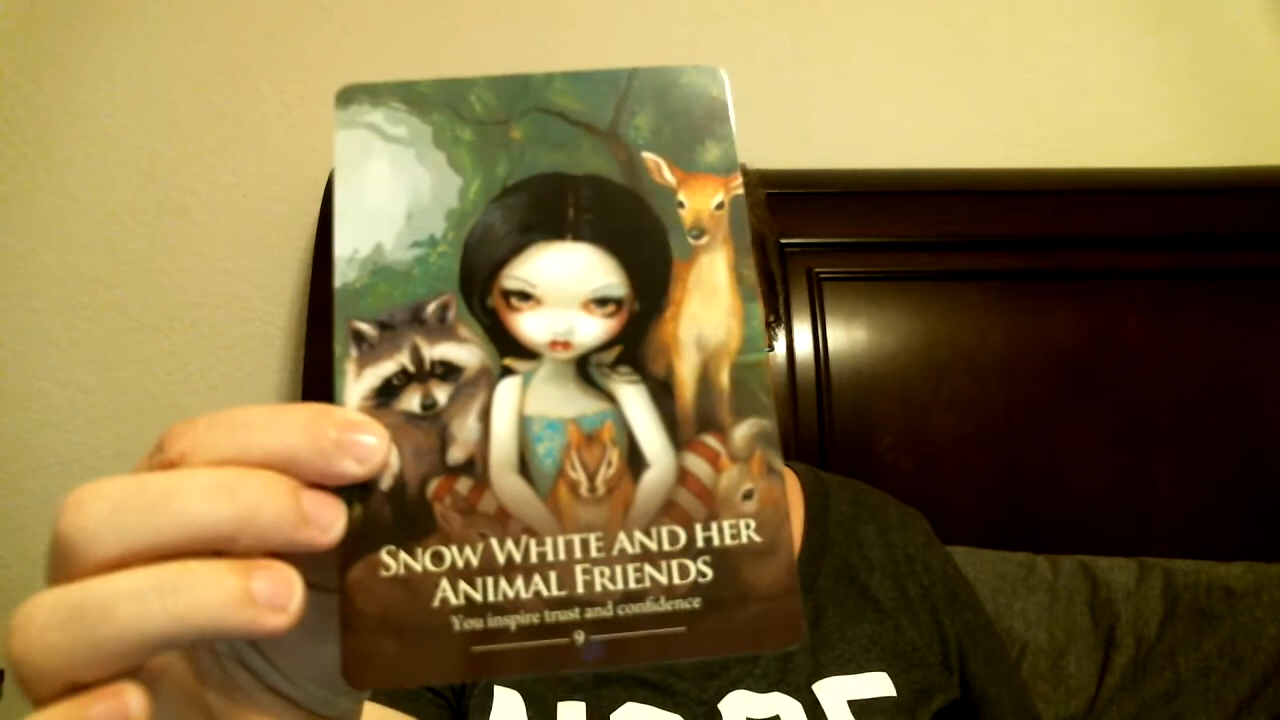 SNOW WHITE AND HER
ANIMAL FRIENDS
You inspire trust and confidence
9